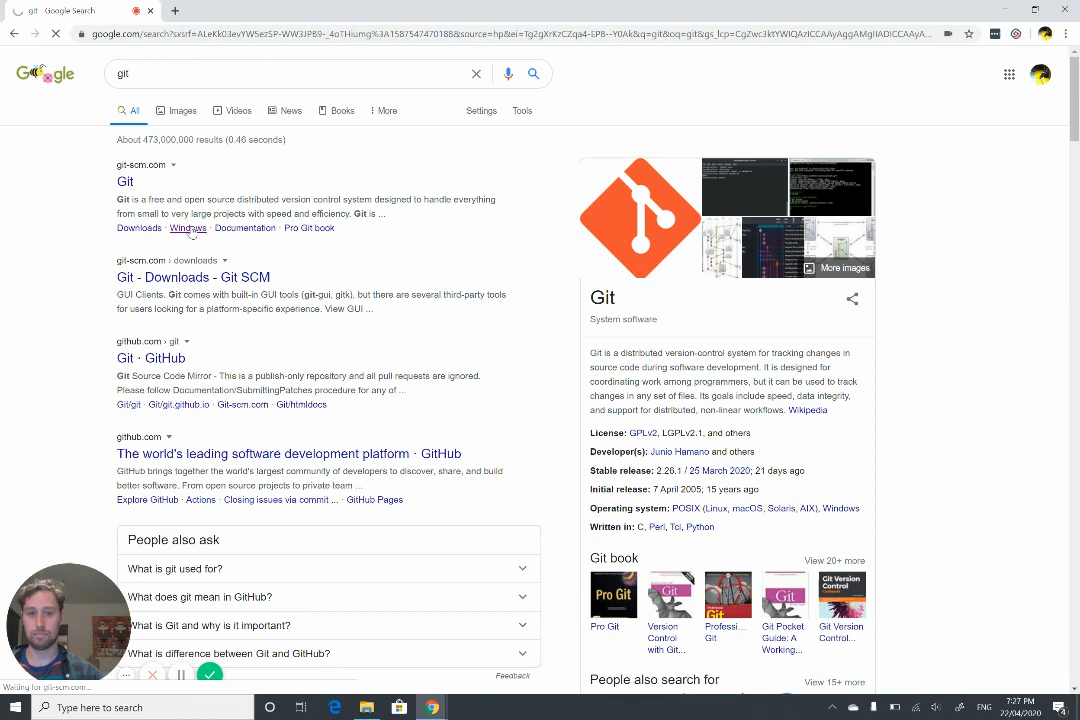 git - Google Search
google.com/search?sxsrf=ALeKk03evYW5ezSP-WW3JPB9-_4oTHiumg%3A1587547470188&source=hp&ei=Tg2gXrKzCZqa4-EP8--Y0Ak&q=git&oq=git&gs_lcp=CgZwc3ktYWIQAzICCAAyAggAMgIIADICCAAyA...
Google
git
All
Images
Videos
News
Books
More
Settings
Tools
About 473,000,000 results (0.46 seconds)
git-scm.com
Git
Git is a free and open source distributed version control system designed to handle everything
from small to very large projects with speed and efficiency. Git is ...
Downloads · Windows · Documentation · Pro Git book
git-scm.com › downloads
Git - Downloads - Git SCM
GUI Clients. Git comes with built-in GUI tools (git-gui, gitk), but there are several third-party tools
for users looking for a platform-specific experience. View GUI ...
github.com › git
Git · GitHub
Git Source Code Mirror - This is a publish-only repository and all pull requests are ignored.
Please follow Documentation/SubmittingPatches procedure for any of ...
Git/git · Git/git.github.io · Git-scm.com · Git/htmldocs
github.com
The world's leading software development platform · GitHub
GitHub brings together the world's largest community of developers to discover, share, and build
better software. From open source projects to private team ...
Explore GitHub · Actions · Closing issues via commit ... · GitHub Pages
People also ask
What is git used for?
What does git mean in GitHub?
What is Git and why is it important?
What is difference between Git and GitHub?
Feedback
More images
Git
System software
Git is a distributed version-control system for tracking changes in
source code during software development. It is designed for
coordinating work among programmers, but it can be used to track
changes in any set of files. Its goals include speed, data integrity,
and support for distributed, non-linear workflows. Wikipedia
License: GPLv2, LGPLv2.1, and others
Developer(s): Junio Hamano and others
Stable release: 2.26.1 / 25 March 2020; 21 days ago
Initial release: 7 April 2005; 15 years ago
Operating system: POSIX (Linux, macOS, Solaris, AIX), Windows
Written in: C, Perl, Tcl, Python
Git book
View 20+ more
Pro Git
Version
Control
with Git...
Professi...
Git
Git Pocket
Guide: A
Working...
Git Version
Control...
People also search for
View 15+ more
Waiting for git-scm.com...
Type here to search
ENG
7:27 PM
22/04/2020